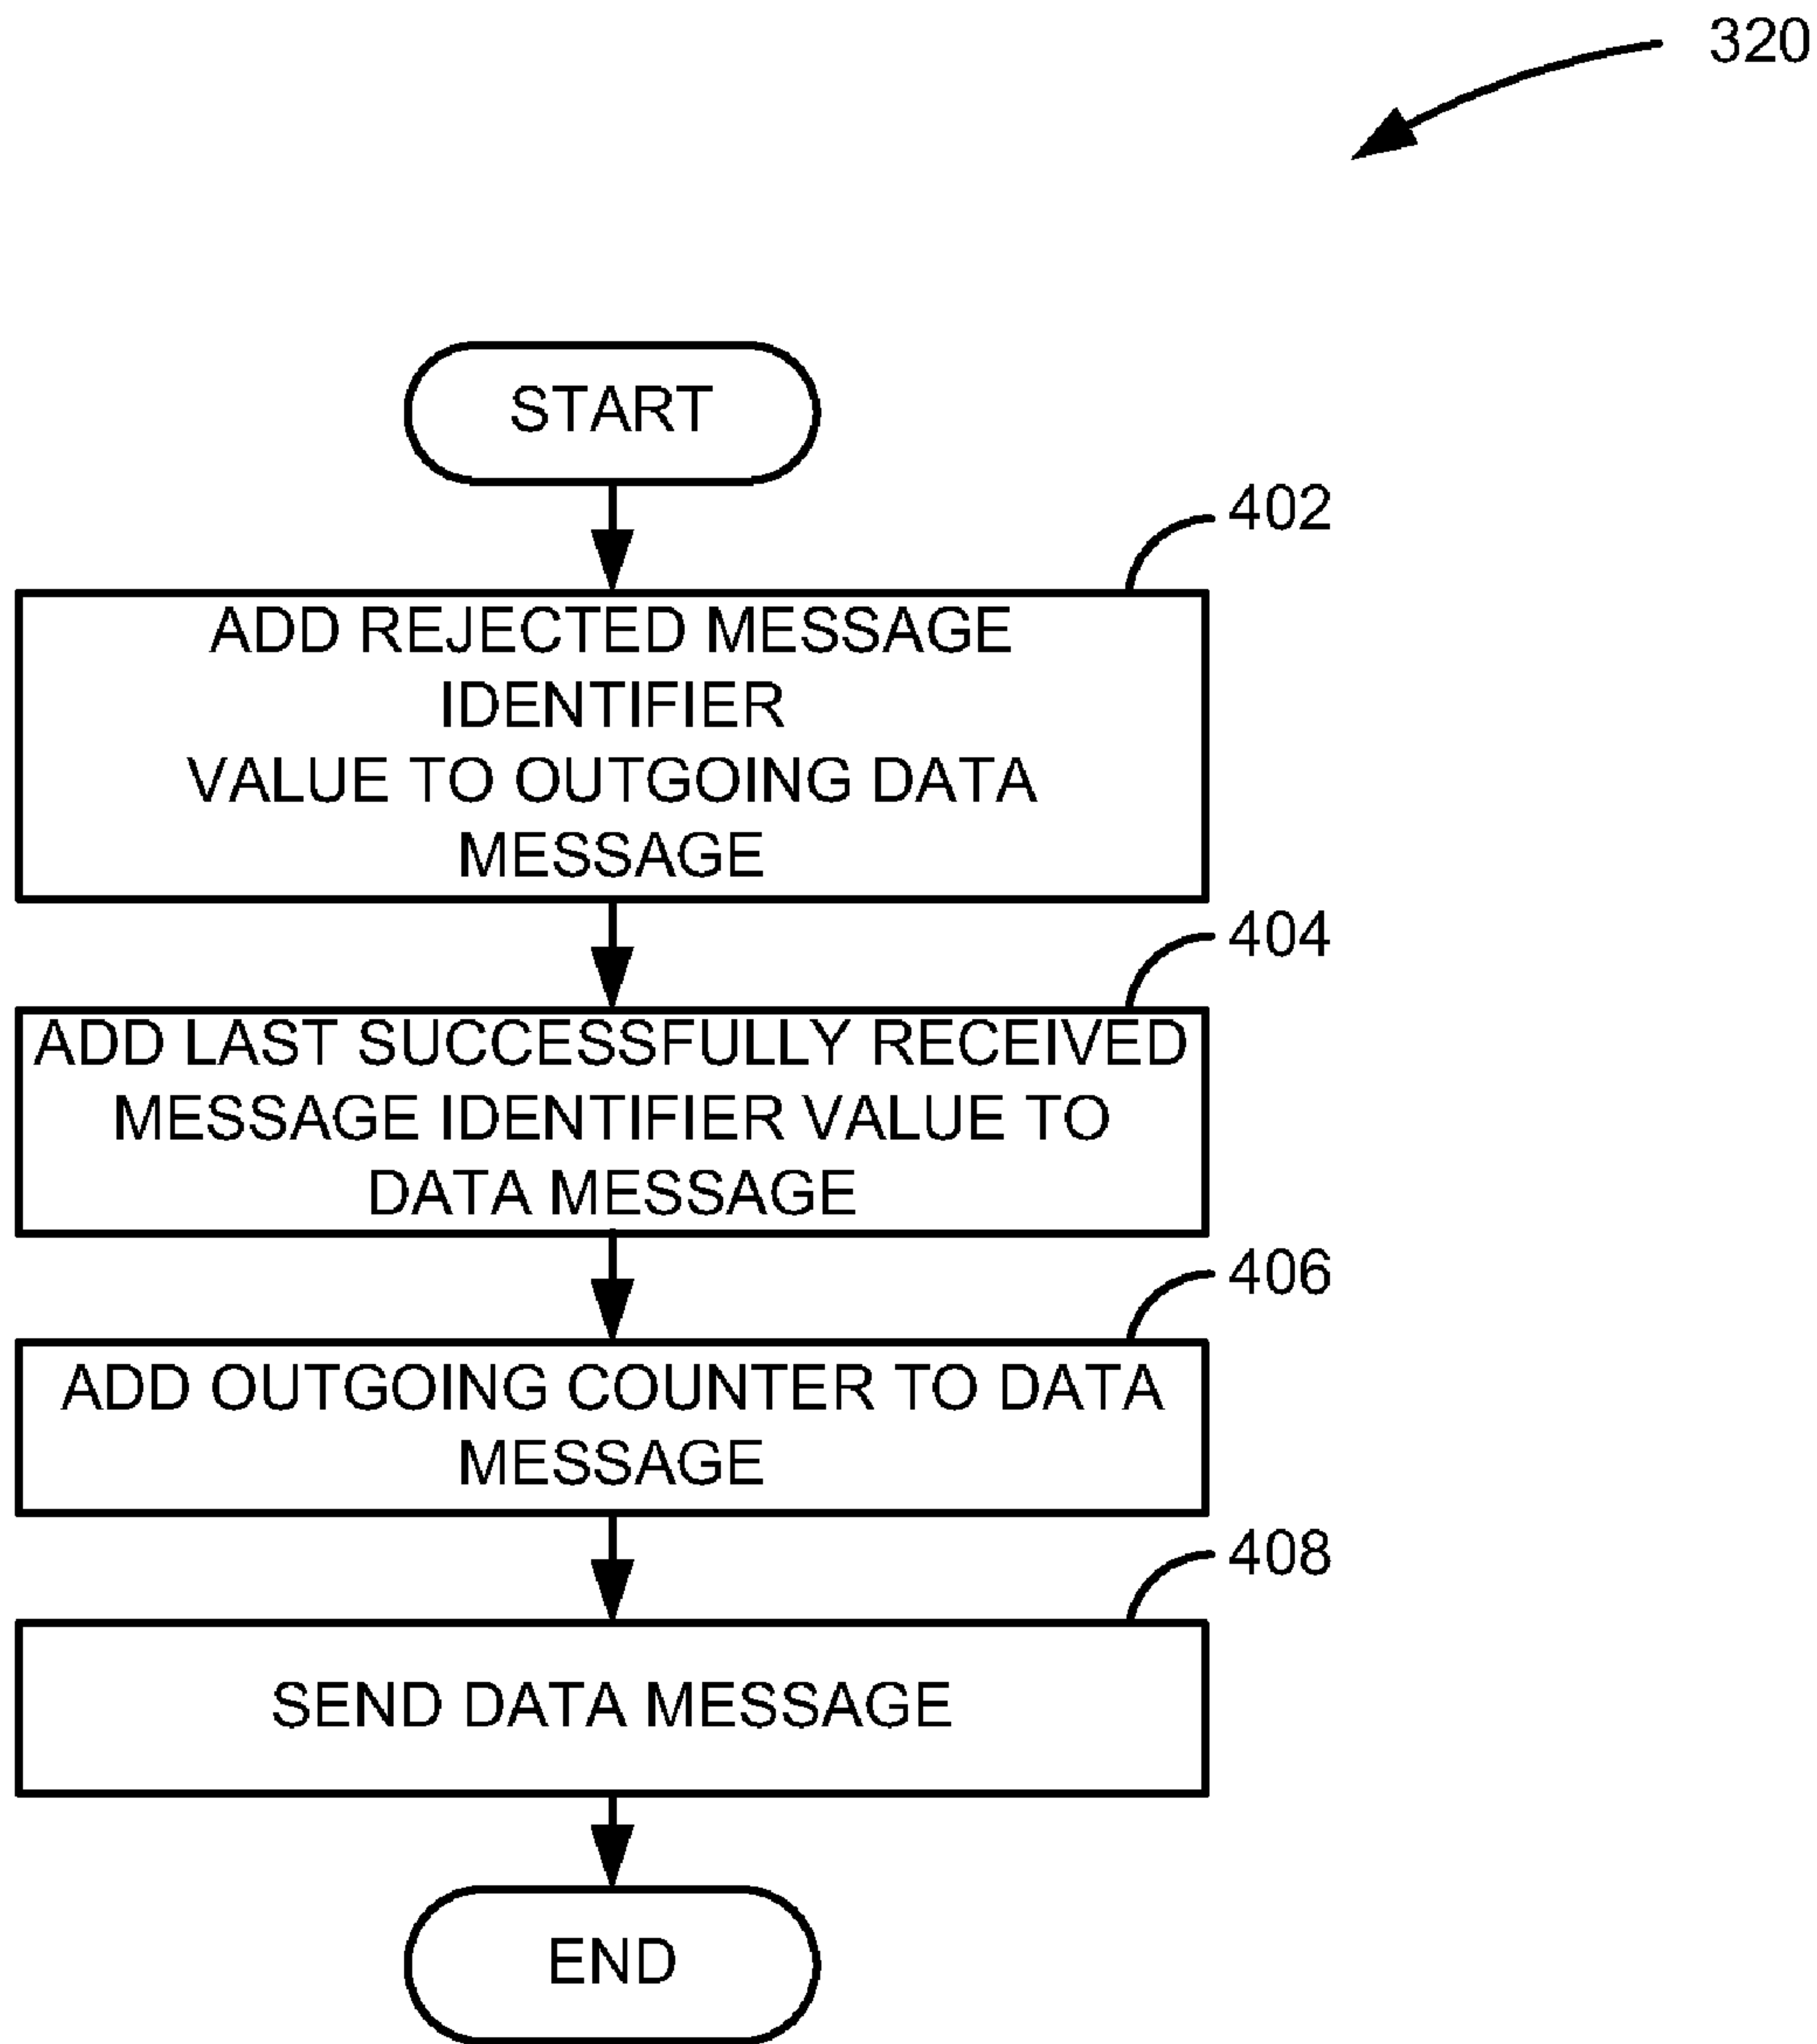 320
START
402
ADD REJECTED MESSAGE
IDENTIFIER
VALUE TO OUTGOING DATA
MESSAGE
404
ADD LAST SUCCESSFULLY RECEIVED
MESSAGE IDENTIFIER VALUE TO
DATA MESSAGE
406
ADD OUTGOING COUNTER TO DATA
MESSAGE
408
SEND DATA MESSAGE
END